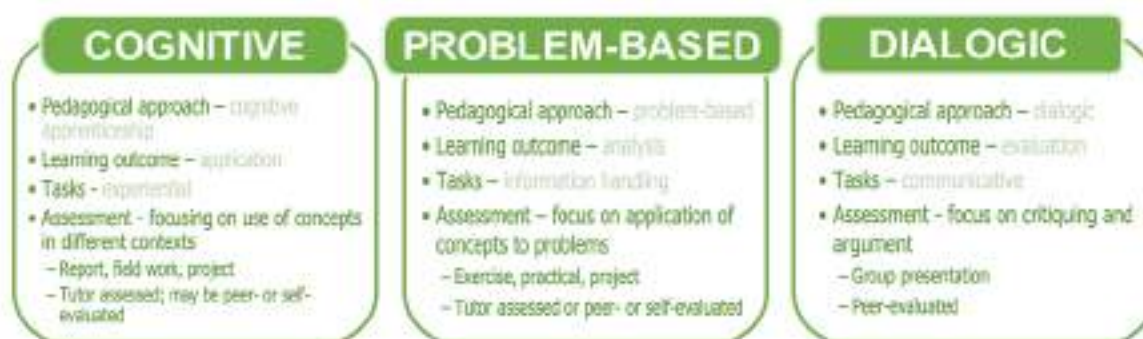 COGNITIVE
• Pedagogical approach – cognitive
apprenticeship
• Learning outcome – application
• Tasks - experiential
• Assessment - focusing on use of concepts
in different contexts
– Report, field work, project
– Tutor assessed; may be peer- or self-
evaluated
PROBLEM-BASED
• Pedagogical approach – problem-based
• Learning outcome – analysis
• Tasks – information handling
• Assessment – focus on application of
concepts to problems
– Exercise, practical, project
– Tutor assessed or peer- or self-evaluated
DIALOGIC
• Pedagogical approach – dialogic
• Learning outcome – evaluation
• Tasks – communicative
• Assessment - focus on critiquing and
argument
– Group presentation
– Peer-evaluated